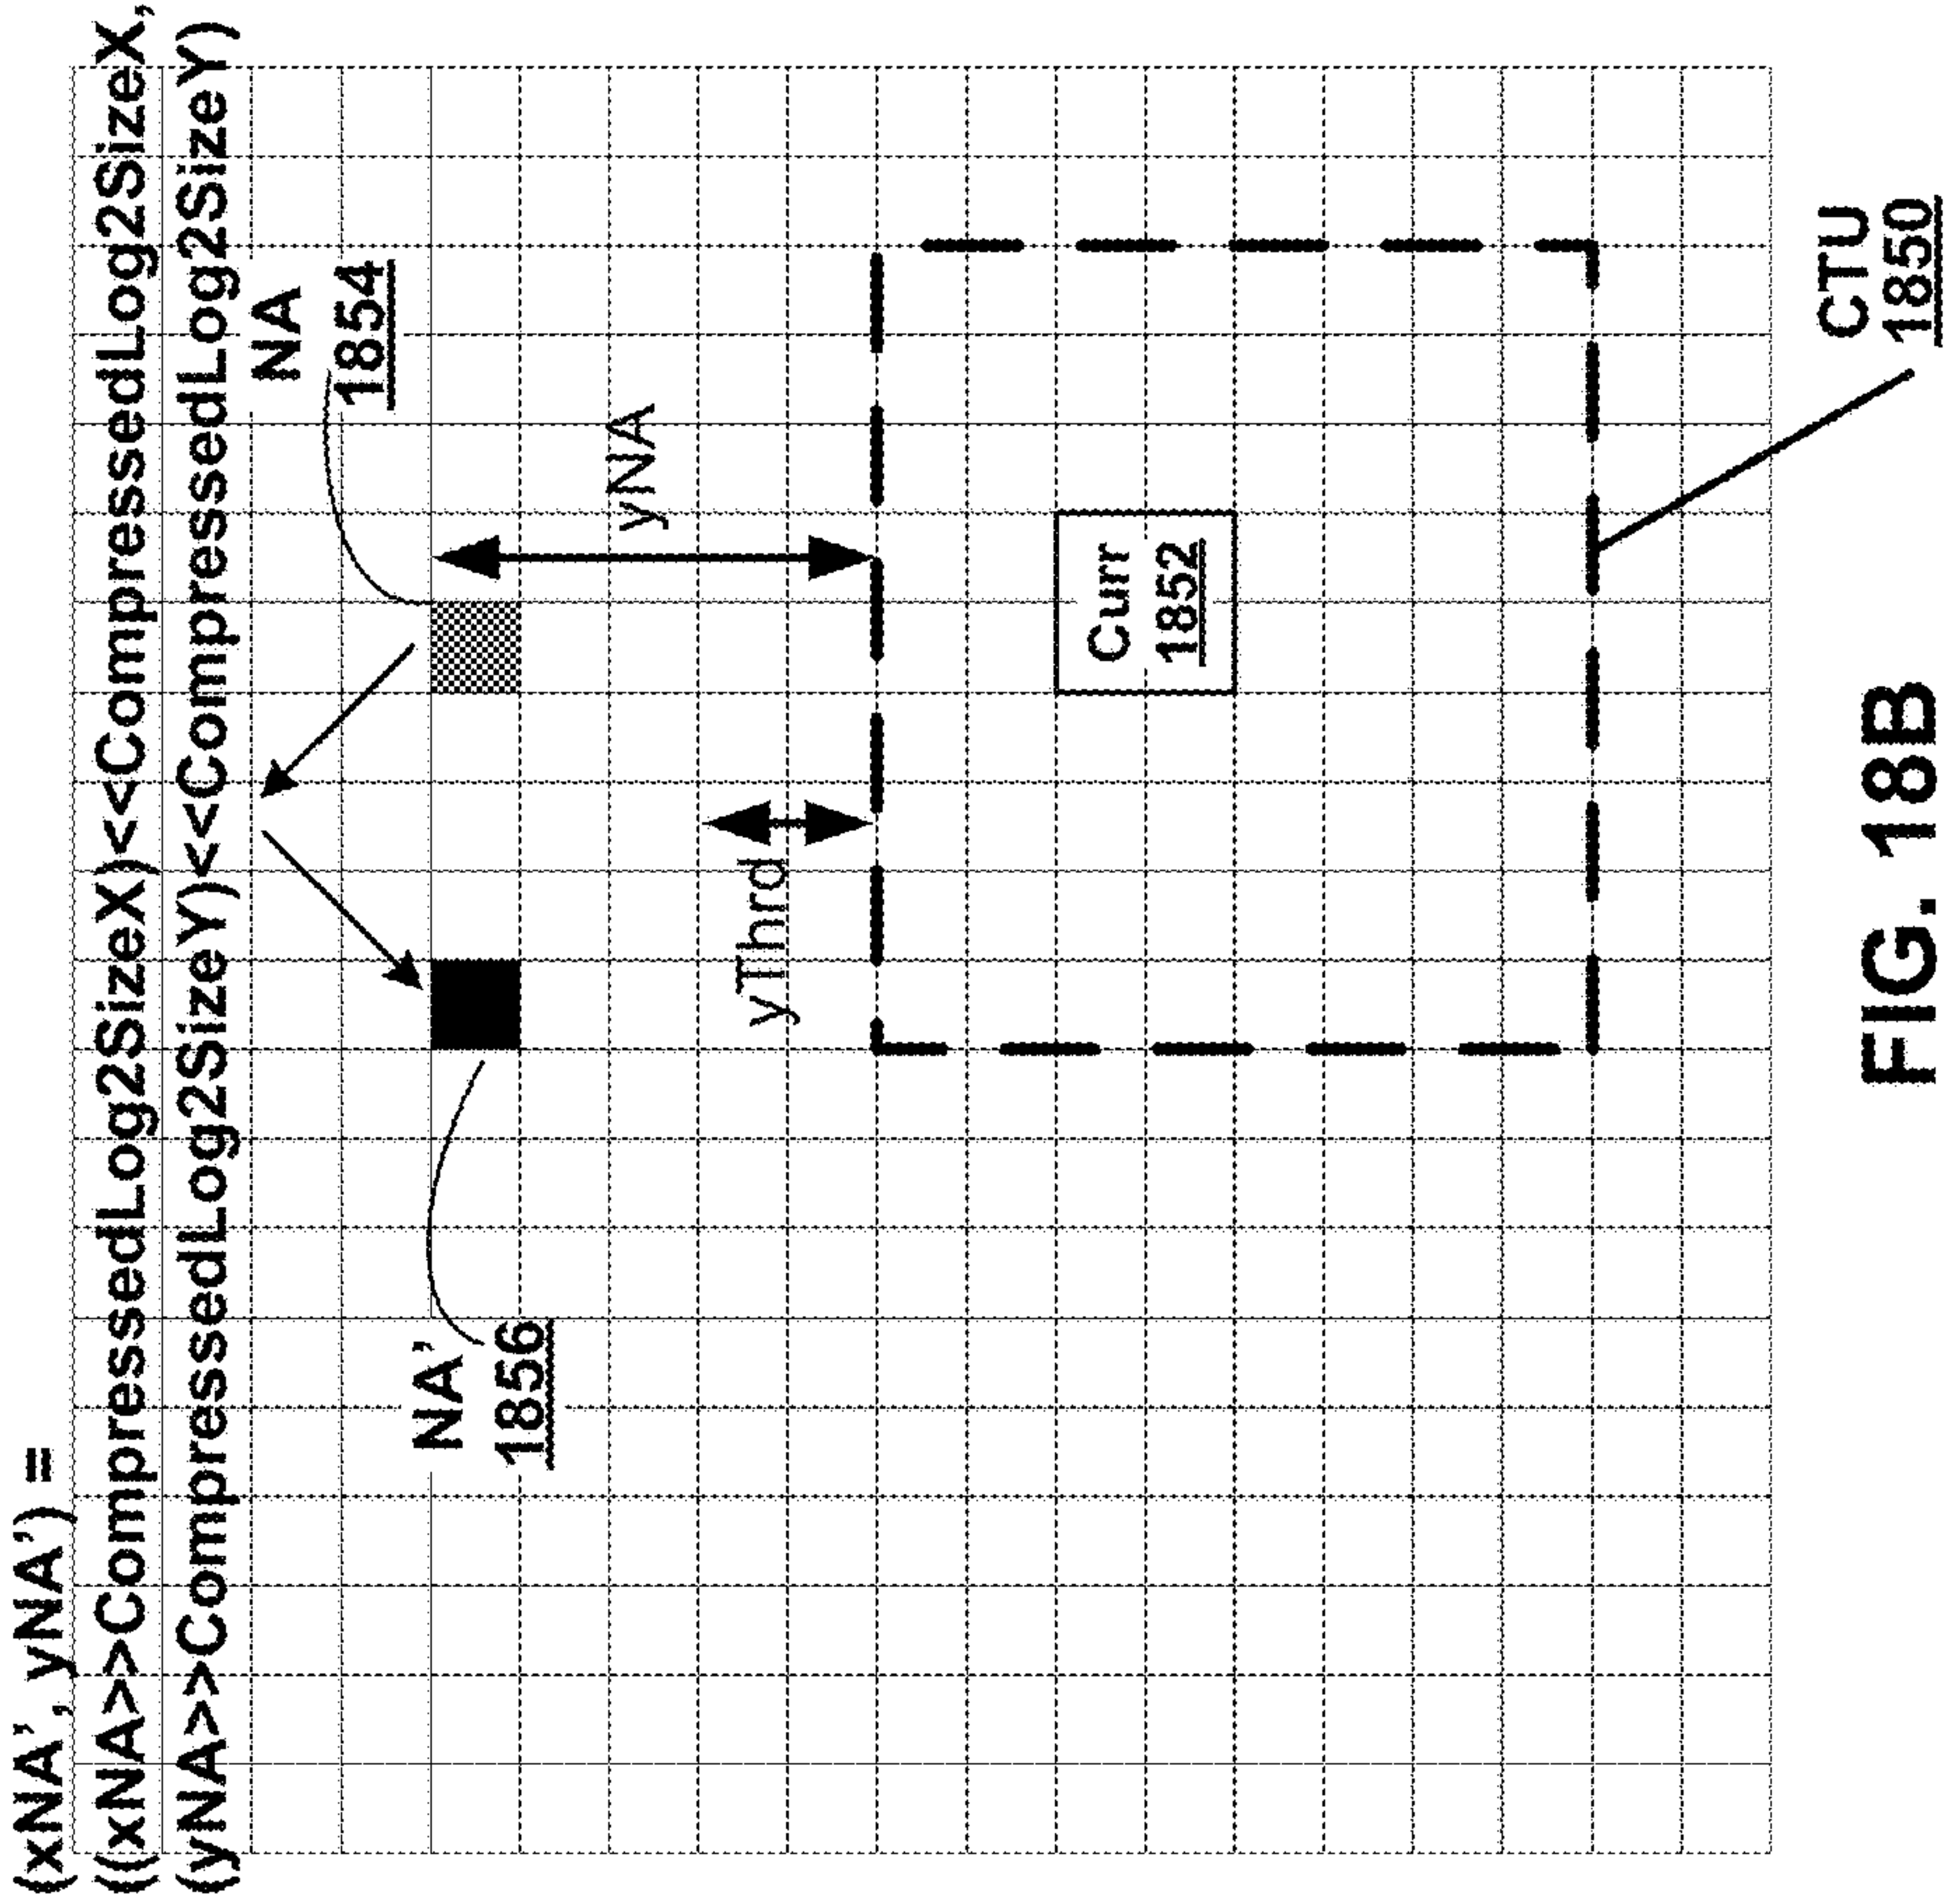 (xNA', yNA') =
((xNA>>CompressedLog2SizeX)<<CompressedLog2SizeX,
(yNA>>CompressedLog2SizeY)<<CompressedLog2SizeY)
NA
1854
NA'
1856
yNA
yThrd
Curr
1852
CTU
1850
FIG. 18B